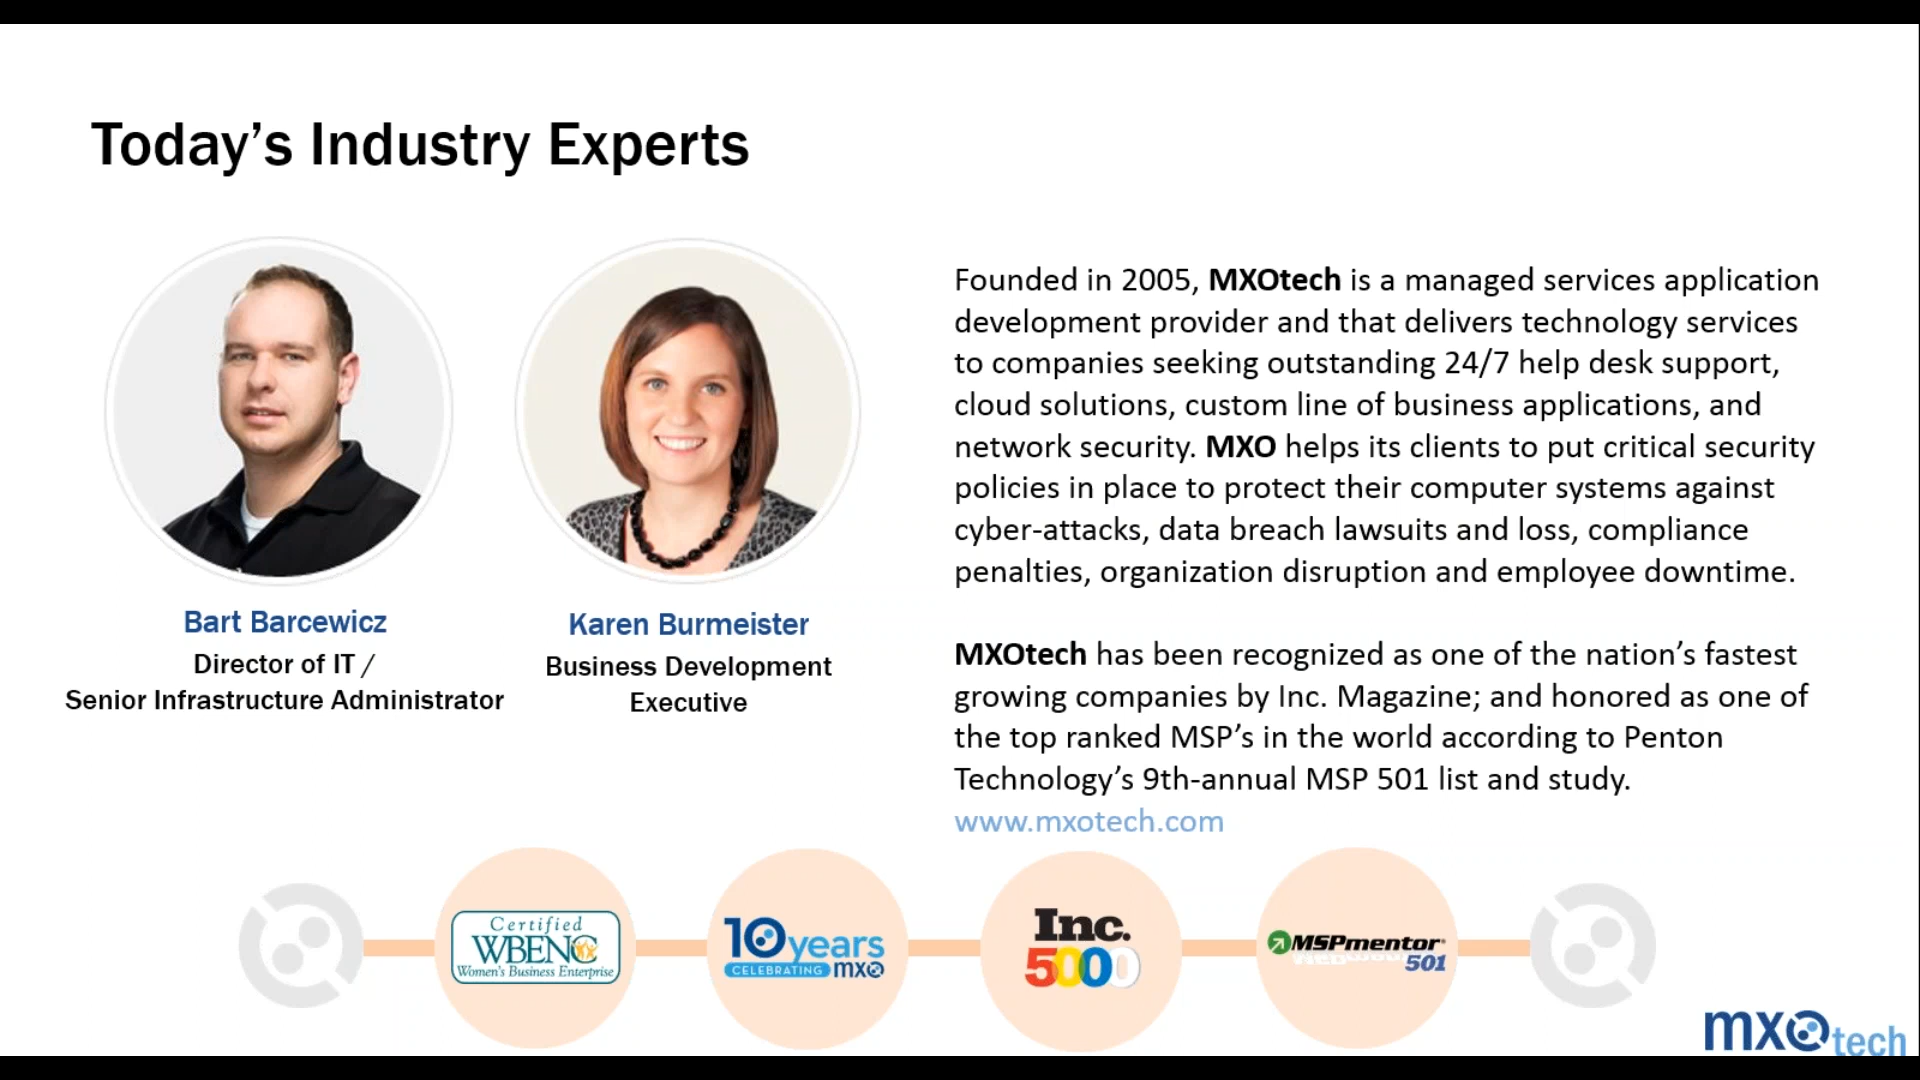 Today’s Industry Experts
Bart Barcewicz
Director of IT /
Senior Infrastructure Administrator
Karen Burmeister
Business Development
Executive
Founded in 2005, MXOtech is a managed services application
development provider and that delivers technology services
to companies seeking outstanding 24/7 help desk support,
cloud solutions, custom line of business applications, and
network security. MXO helps its clients to put critical security
policies in place to protect their computer systems against
cyber-attacks, data breach lawsuits and loss, compliance
penalties, organization disruption and employee downtime.
MXOtech has been recognized as one of the nation’s fastest
growing companies by Inc. Magazine; and honored as one of
the top ranked MSP’s in the world according to Penton
Technology’s 9th-annual MSP 501 list and study.
www.mxotech.com
Certified
WBENC
Women's Business Enterprise
10 years
CELEBRATING mxo
Inc.
5000
MSPmentor
501
mxotech